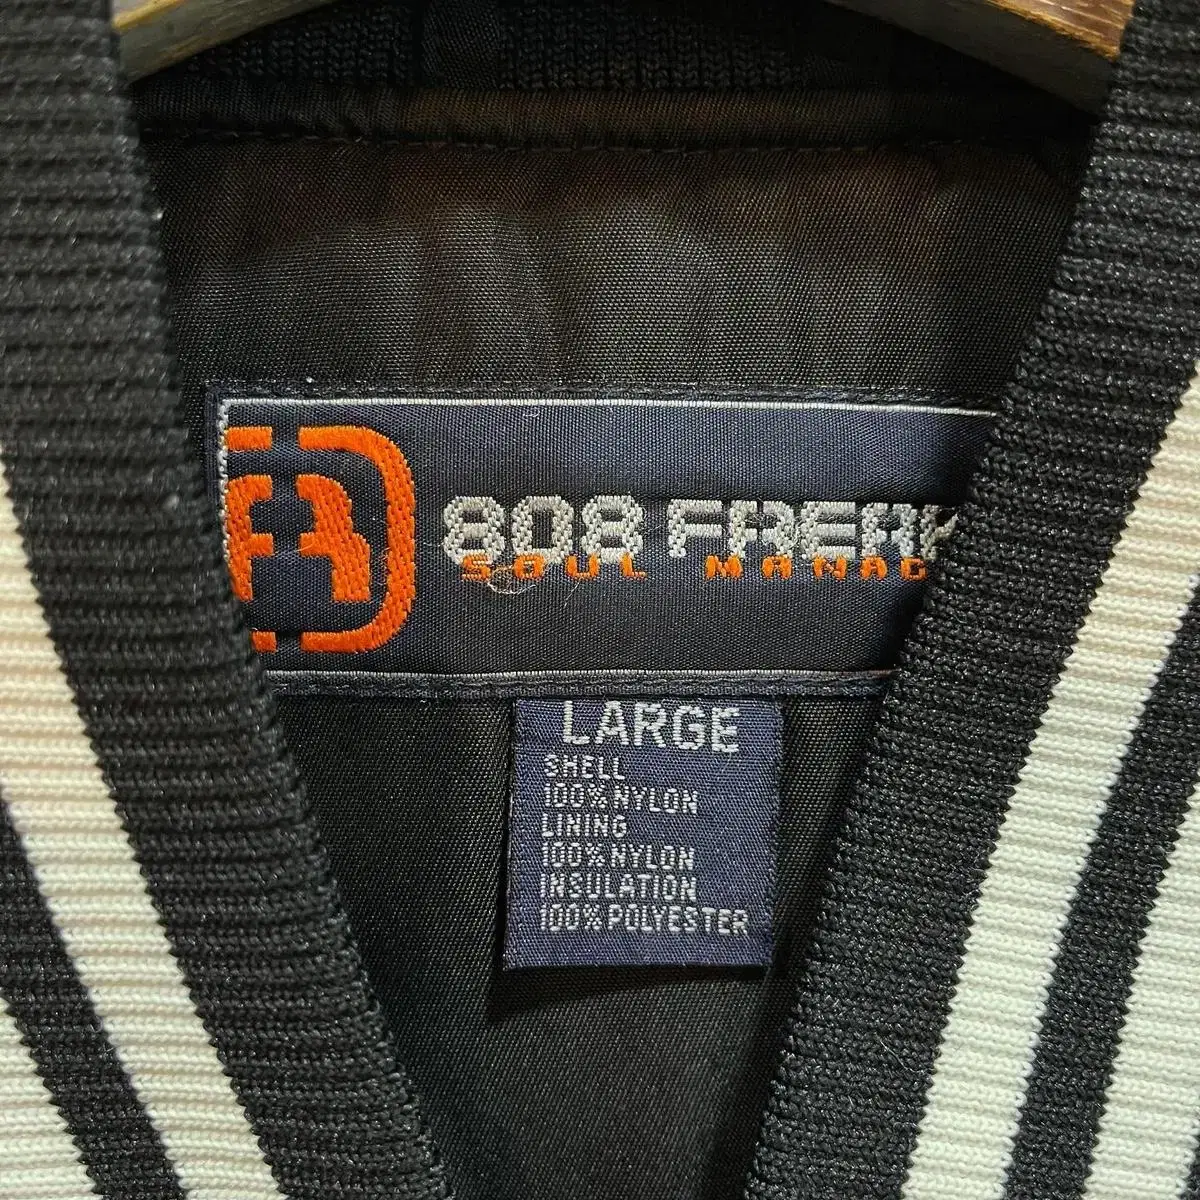 808 FREAK
SOUL MANAG
LARGE
SHELL
100% NYLON
LINING
100% NYLON
INSULATION
100% POLYESTER